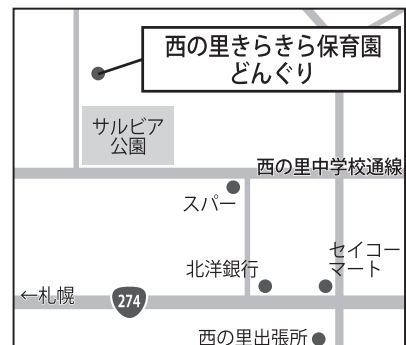 西の里きらきら保育園
どんぐり
サルビア
公園
西の里中学校通線
スパー
セイコー
マート
北洋銀行
←札幌
274
西の里出張所